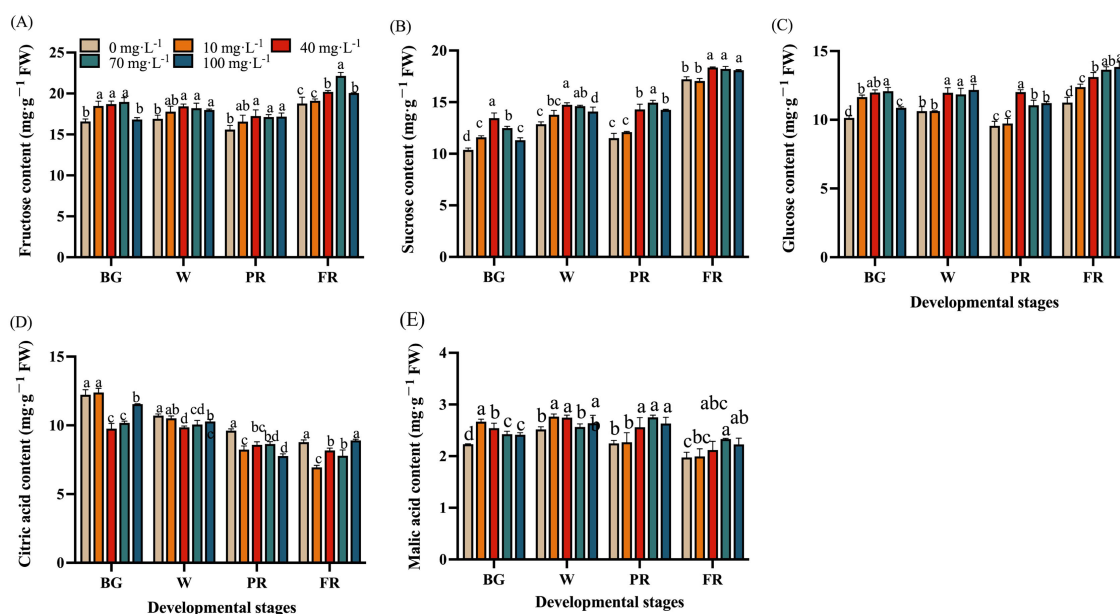 (A)
0 mg·L⁻¹ 10 mg·L⁻¹ 40 mg·L⁻¹
70 mg·L⁻¹ 100 mg·L⁻¹
Fructose content (mg·g⁻¹ FW)
25
20
15
10
5
0
c b b a b
b ab a a a
b a a a a
c c b a b
BG W PR FR
(B)
Sucrose content (mg·g⁻¹ FW)
20
15
10
5
0
d c a b c
c bc a ab d
c c b a b
b b a a a
BG W PR FR
(C)
Glucose content (mg·g⁻¹ FW)
15
10
5
0
d b ab a c
b b a a a
c c a b b
d c b ab a
BG W PR FR
Developmental stages
(D)
Citric acid content (mg·g⁻¹ FW)
15
10
5
0
a a c c b
a ab d c b
c
a c bc bd d
a c b b a
BG W PR FR
Developmental stages
(E)
Malic acid content (mg·g⁻¹ FW)
4
3
2
1
0
d a b c c
b a a b a
b
b b a a a
c bc abc a ab
BG W PR FR
Developmental stages